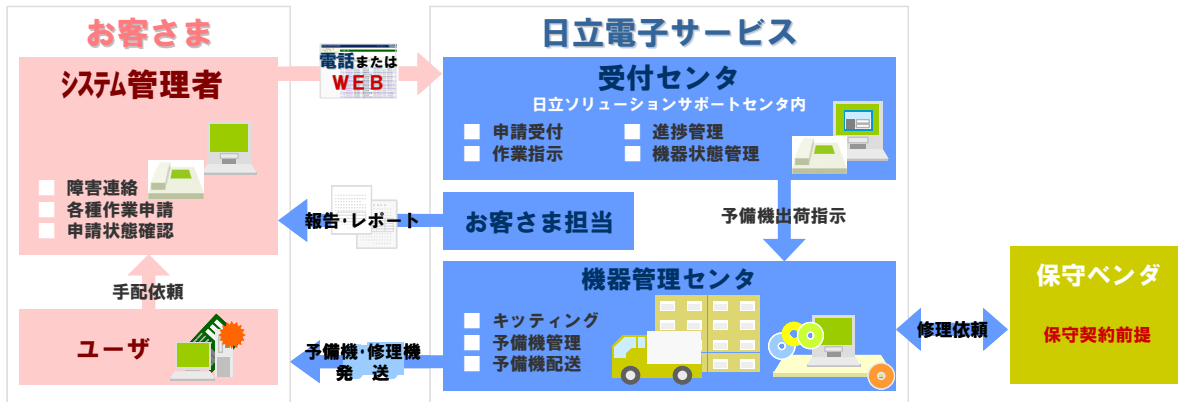 お客さま
システム管理者
障害連絡
各種作業申請
申請状態確認
手配依頼
ユーザ
電話または
WEB
報告・レポート
予備機・修理機
発 送
日立電子サービス
受付センタ
日立ソリューションサポートセンタ内
申請受付
進捗管理
作業指示
機器状態管理
お客さま担当
予備機出荷指示
機器管理センタ
キッティング
予備機管理
予備機配送
修理依頼
保守ベンダ
保守契約前提